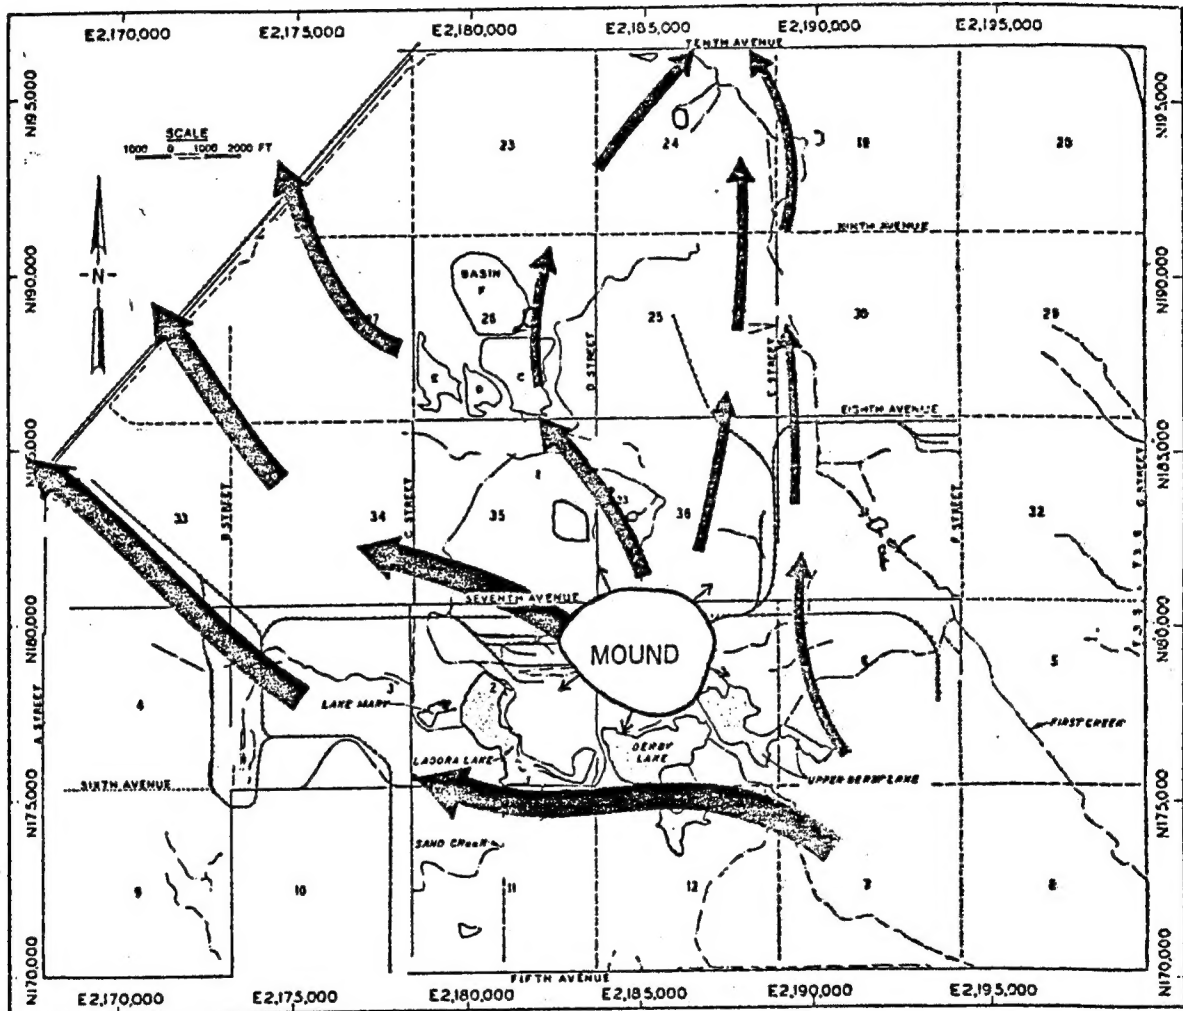 E2,170,000 E2,175,000 E2,180,000 E2,185,000 E2,190,000 E2,195,000
TENTH AVENUE
N195,000
N195,000
SCALE
1000 0 1000 2000 FT
23
24
19
20
NINTH AVENUE
-N-
N190,000
N190,000
BASIN
F
26
27
25
30
29
D STREET
E STREET
E
D
C
EIGHTH AVENUE
N185,000
N185,000
B STREET
C STREET
F STREET
G STREET
33
34
35
36
31
32
SEVENTH AVENUE
N180,000
N180,000
MOUND
A STREET
4
3
2
6
5
LAKE MARY
LADORA LAKE
DERBY
LAKE
UPPER DERBY LAKE
FIRST CREEK
SIXTH AVENUE
N175,000
N175,000
SAND CREEK
9
10
11
12
7
8
N170,000
N170,000
FIFTH AVENUE
E2,170,000 E2,175,000 E2,180,000 E2,185,000 E2,190,000 E2,195,000